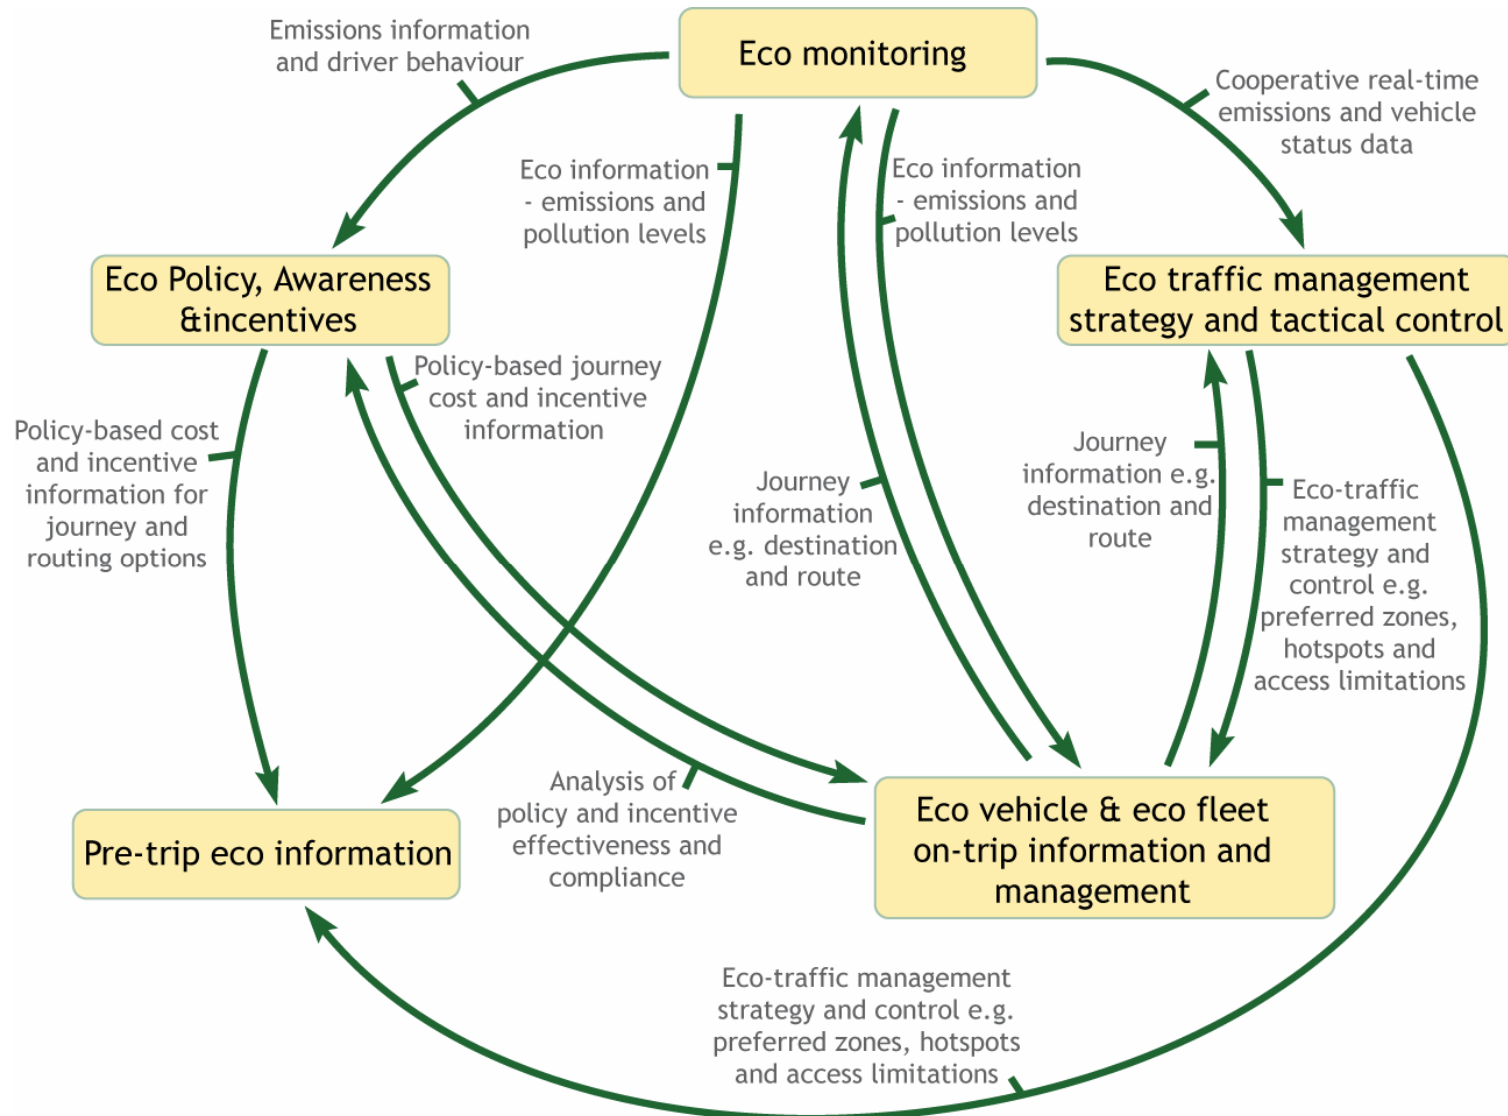 Emissions information
and driver behaviour
Eco monitoring
Cooperative real-time
emissions and vehicle
status data
Eco information
- emissions and
pollution levels
Eco information
- emissions and
pollution levels
Eco Policy, Awareness
&incentives
Eco traffic management
strategy and tactical control
Policy-based journey
cost and incentive
information
Policy-based cost
and incentive
information for
journey and
routing options
Journey
information
e.g. destination
and route
Journey
information e.g.
destination and
route
Eco-traffic
management
strategy and
control e.g.
preferred zones,
hotspots and
access limitations
Analysis of
policy and incentive
effectiveness and
compliance
Pre-trip eco information
Eco vehicle & eco fleet
on-trip information and
management
Eco-traffic management
strategy and control e.g.
preferred zones, hotspots
and access limitations